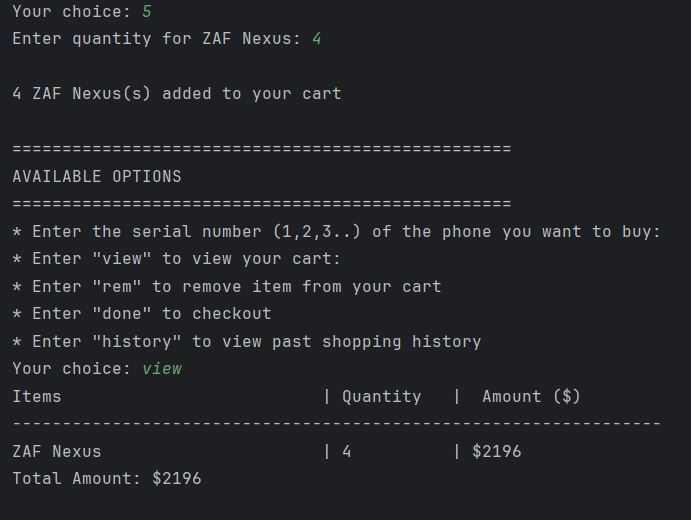 Your choice: 5
Enter quantity for ZAF Nexus: 4
4 ZAF Nexus(s) added to your cart
==================================================
AVAILABLE OPTIONS
==================================================
* Enter the serial number (1,2,3..) of the phone you want to buy:
* Enter "view" to view your cart:
* Enter "rem" to remove item from your cart
* Enter "done" to checkout
* Enter "history" to view past shopping history
Your choice: view
Items                          | Quantity   |  Amount ($)
-----------------------------------------------------------------
ZAF Nexus                      | 4          | $2196
Total Amount: $2196